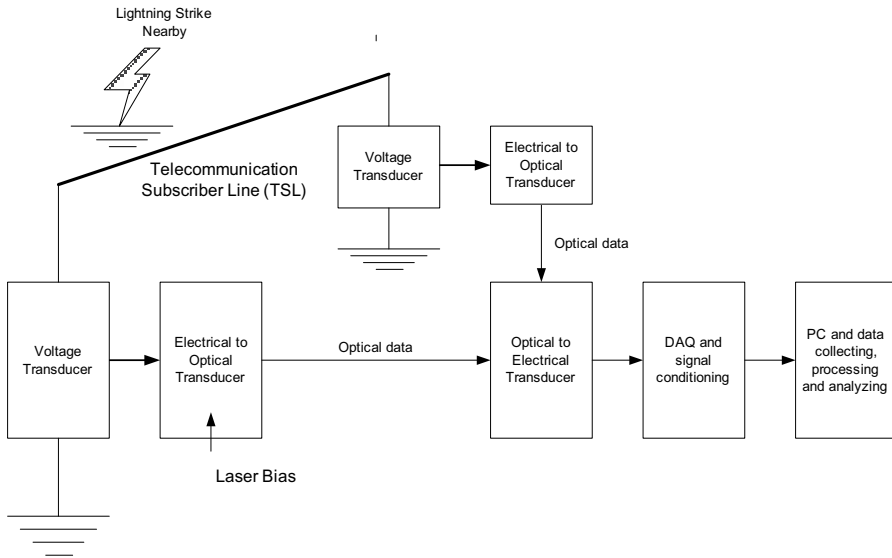 Lightning Strike
Nearby
Telecommunication
Subscriber Line (TSL)
Voltage
Transducer
Electrical to
Optical
Transducer
Optical data
Voltage
Transducer
Electrical to
Optical
Transducer
Optical data
Optical to
Electrical
Transducer
DAQ and
signal
conditioning
PC and data
collecting,
processing
and analyzing
Laser Bias